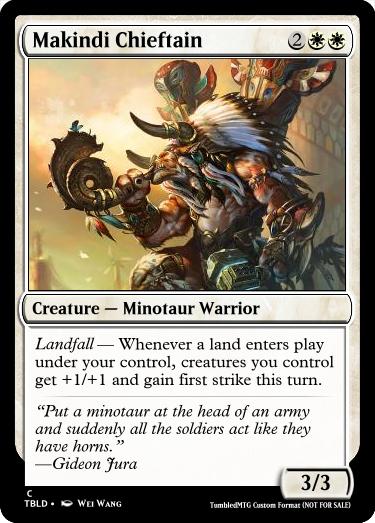 Makindi Chieftain 2
Creature — Minotaur Warrior
Landfall — Whenever a land enters play
under your control, creatures you control
get +1/+1 and gain first strike this turn.
“Put a minotaur at the head of an army
and suddenly all the soldiers act like they
have horns.”
—Gideon Jura
3/3
C
TBLD • Wei Wang
TumbledMTG Custom Format (NOT FOR SALE)